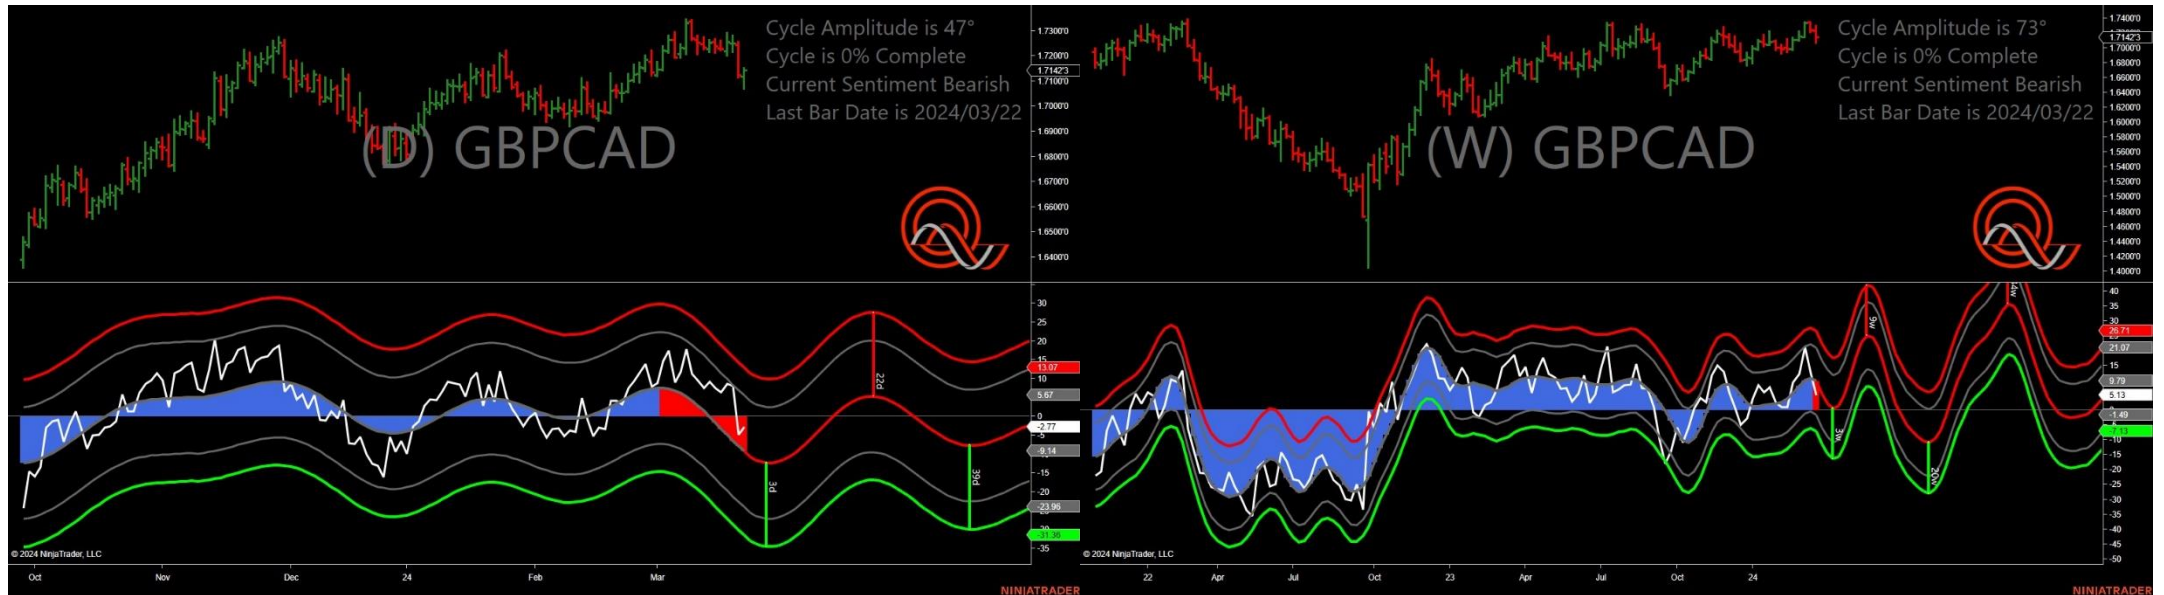 Cycle Amplitude is 47°
Cycle is 0% Complete
Current Sentiment Bearish
Last Bar Date is 2024/03/22
(D) GBPCAD
1.7300'0
1.7200'0
1.7142'3
1.7100'0
1.7000'0
1.6900'0
1.6800'0
1.6700'0
1.6600'0
1.6500'0
1.6400'0
30
25
20
15
13.07
10
5.67
0
-2.77
-5
-9.14
-15
-20
-23.96
-31.36
-35
22d
3d
39d
© 2024 NinjaTrader, LLC
Oct Nov Dec 24 Feb Mar
NINJATRADER
Cycle Amplitude is 73°
Cycle is 0% Complete
Current Sentiment Bearish
Last Bar Date is 2024/03/22
(W) GBPCAD
1.7400'0
1.7142'3
1.7000'0
1.6800'0
1.6600'0
1.6400'0
1.6200'0
1.6000'0
1.5800'0
1.5600'0
1.5400'0
1.5200'0
1.5000'0
1.4800'0
1.4600'0
1.4400'0
1.4200'0
1.4000'0
40
35
30
26.71
21.07
15
9.79
5.13
-1.49
-7.13
-10
-15
-20
-25
-30
-35
-40
-45
-50
9w
3w
20w
© 2024 NinjaTrader, LLC
22 Apr Jul Oct 23 Apr Jul Oct 24
NINJATRADER